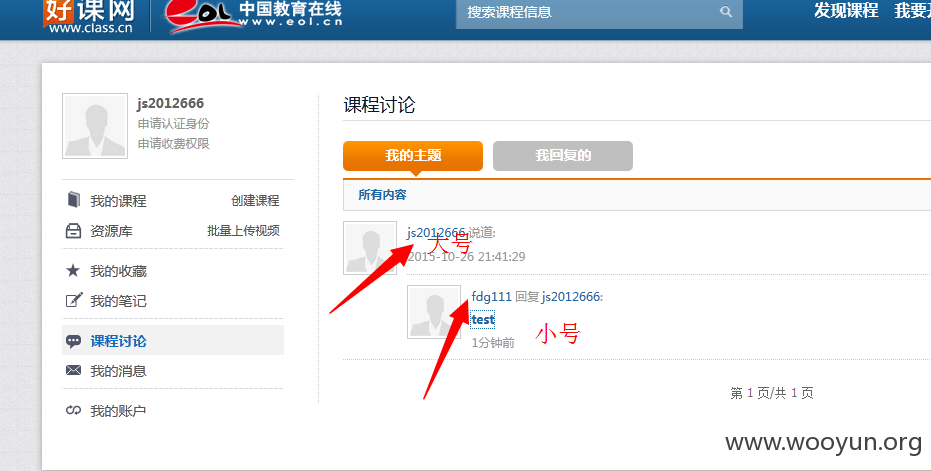 好课网
www.class.cn
eol
中国教育在线
www.eol.cn
搜索课程信息
发现课程 我要
js2012666
申请认证身份
申请收费权限
我的课程 创建课程
资源库 批量上传视频
我的收藏
我的笔记
课程讨论
我的消息
我的账户
课程讨论
我的主题 我回复的
所有内容
js2012666 说道:
大号
2015-10-26 21:41:29
fdg111 回复 js2012666:
test
小号
1分钟前
第 1 页/共 1 页
www.wooyun.org